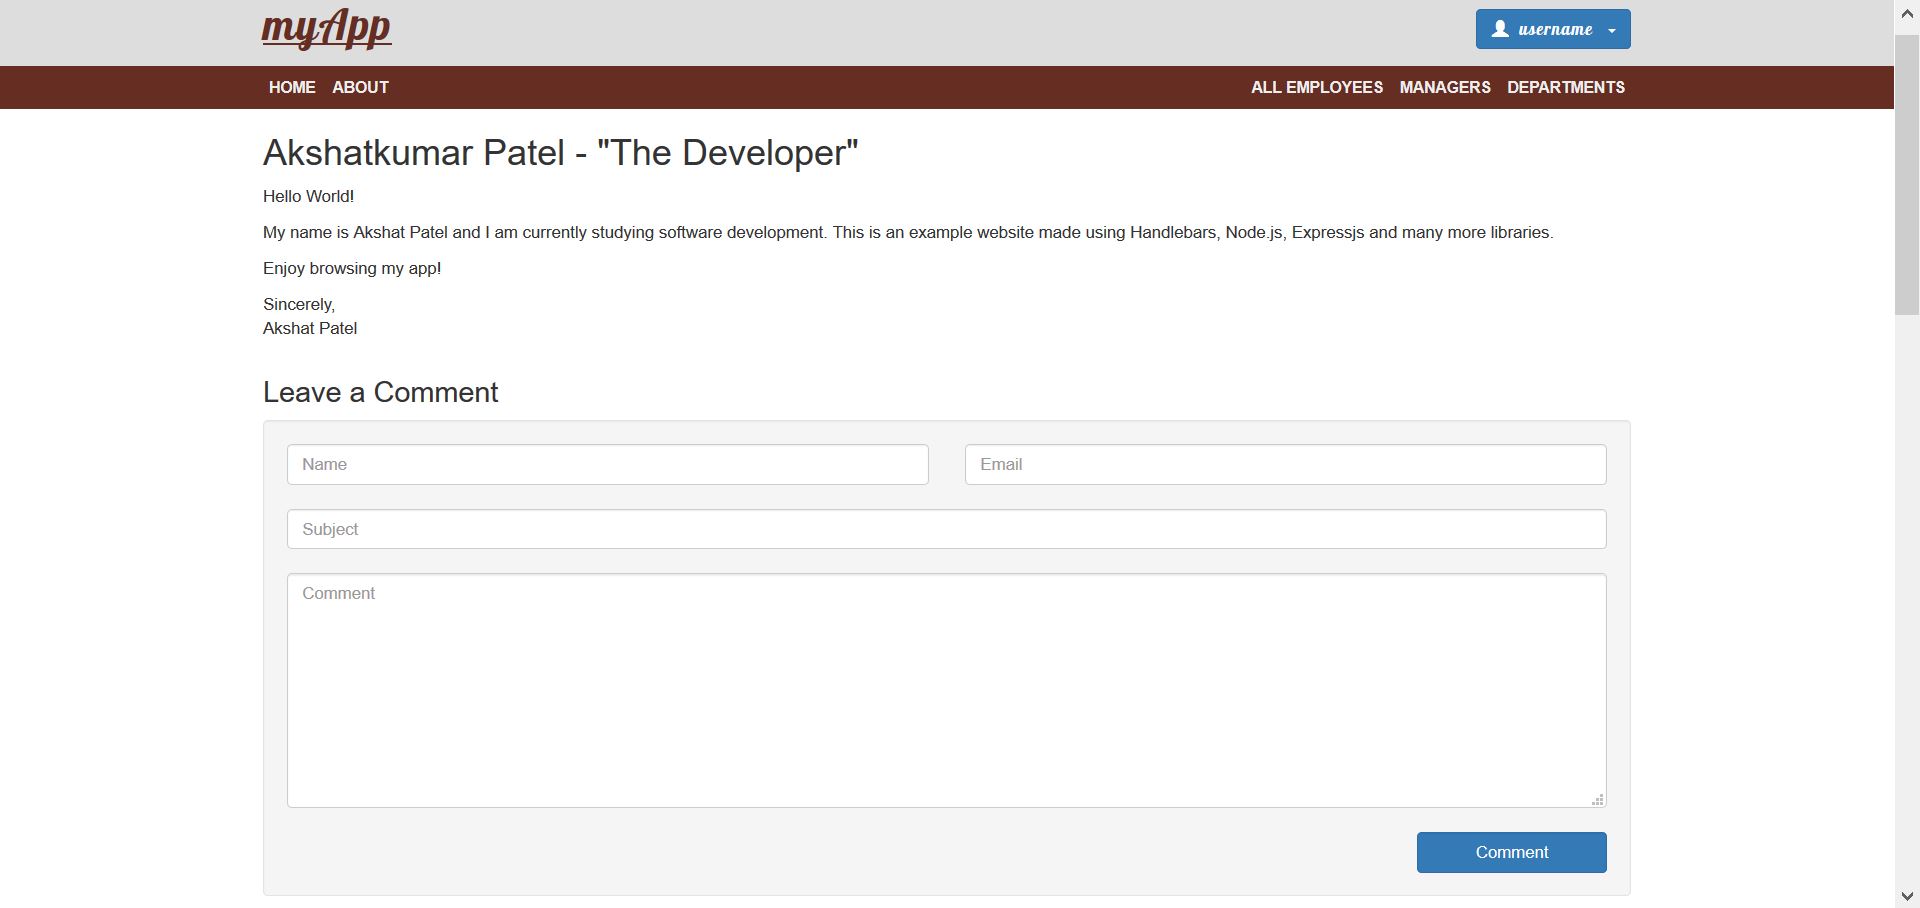 myApp
username
HOME ABOUT ALL EMPLOYEES MANAGERS DEPARTMENTS
Akshatkumar Patel - "The Developer"
Hello World!
My name is Akshat Patel and I am currently studying software development. This is an example website made using Handlebars, Node.js, Expressjs and many more libraries.
Enjoy browsing my app!
Sincerely,
Akshat Patel
Leave a Comment
Name Email
Subject
Comment
Comment